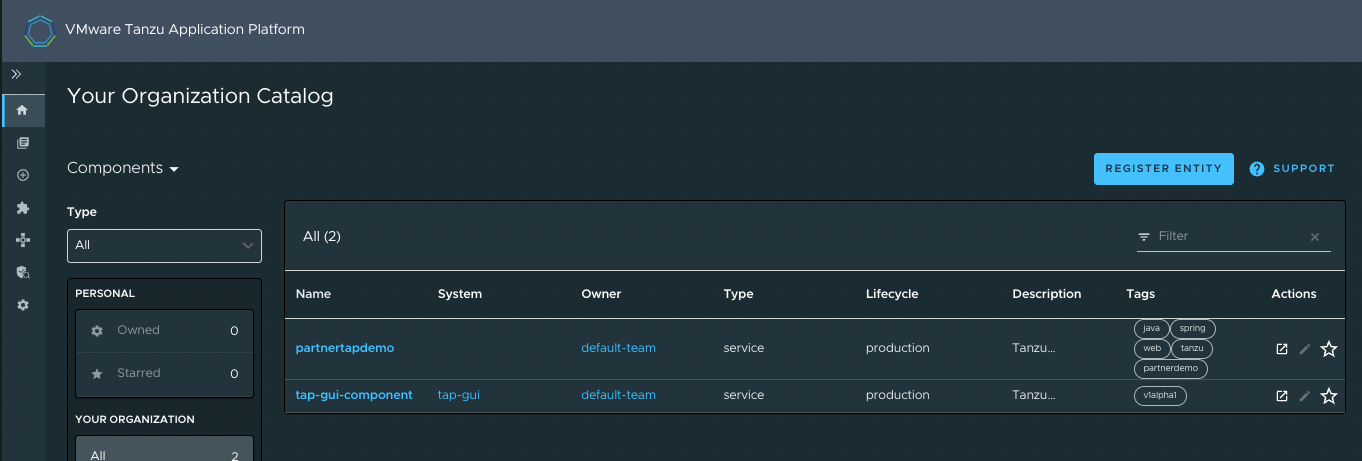 VMware Tanzu Application Platform
Your Organization Catalog
Components
REGISTER ENTITY
SUPPORT
Type
All
All (2)
Filter
PERSONAL
Owned 0
Starred 0
YOUR ORGANIZATION
All 2
Name System Owner Type Lifecycle Description Tags Actions
partnertapdemo default-team service production Tanzu... java spring
web tanzu
partnerdemo
tap-gui-component tap-gui default-team service production Tanzu... v1alpha1